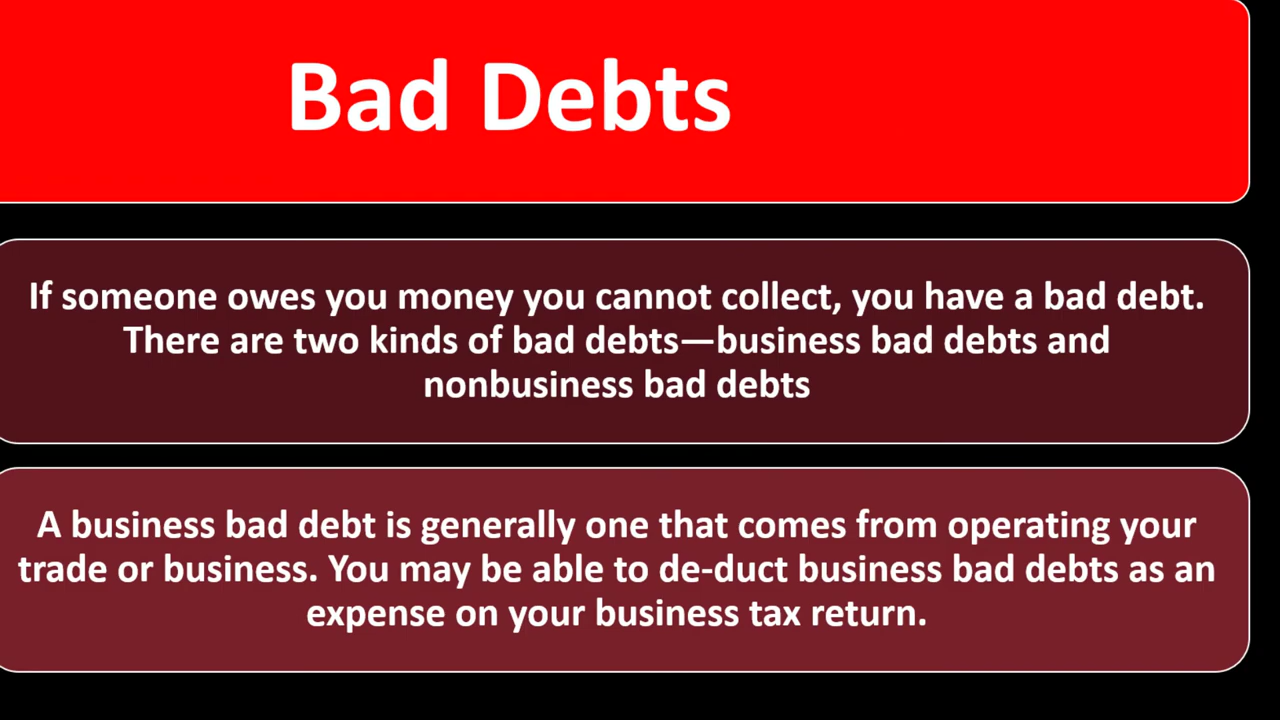 Bad Debts
If someone owes you money you cannot collect, you have a bad debt.
There are two kinds of bad debts—business bad debts and
nonbusiness bad debts
A business bad debt is generally one that comes from operating your
trade or business. You may be able to de-duct business bad debts as an
expense on your business tax return.